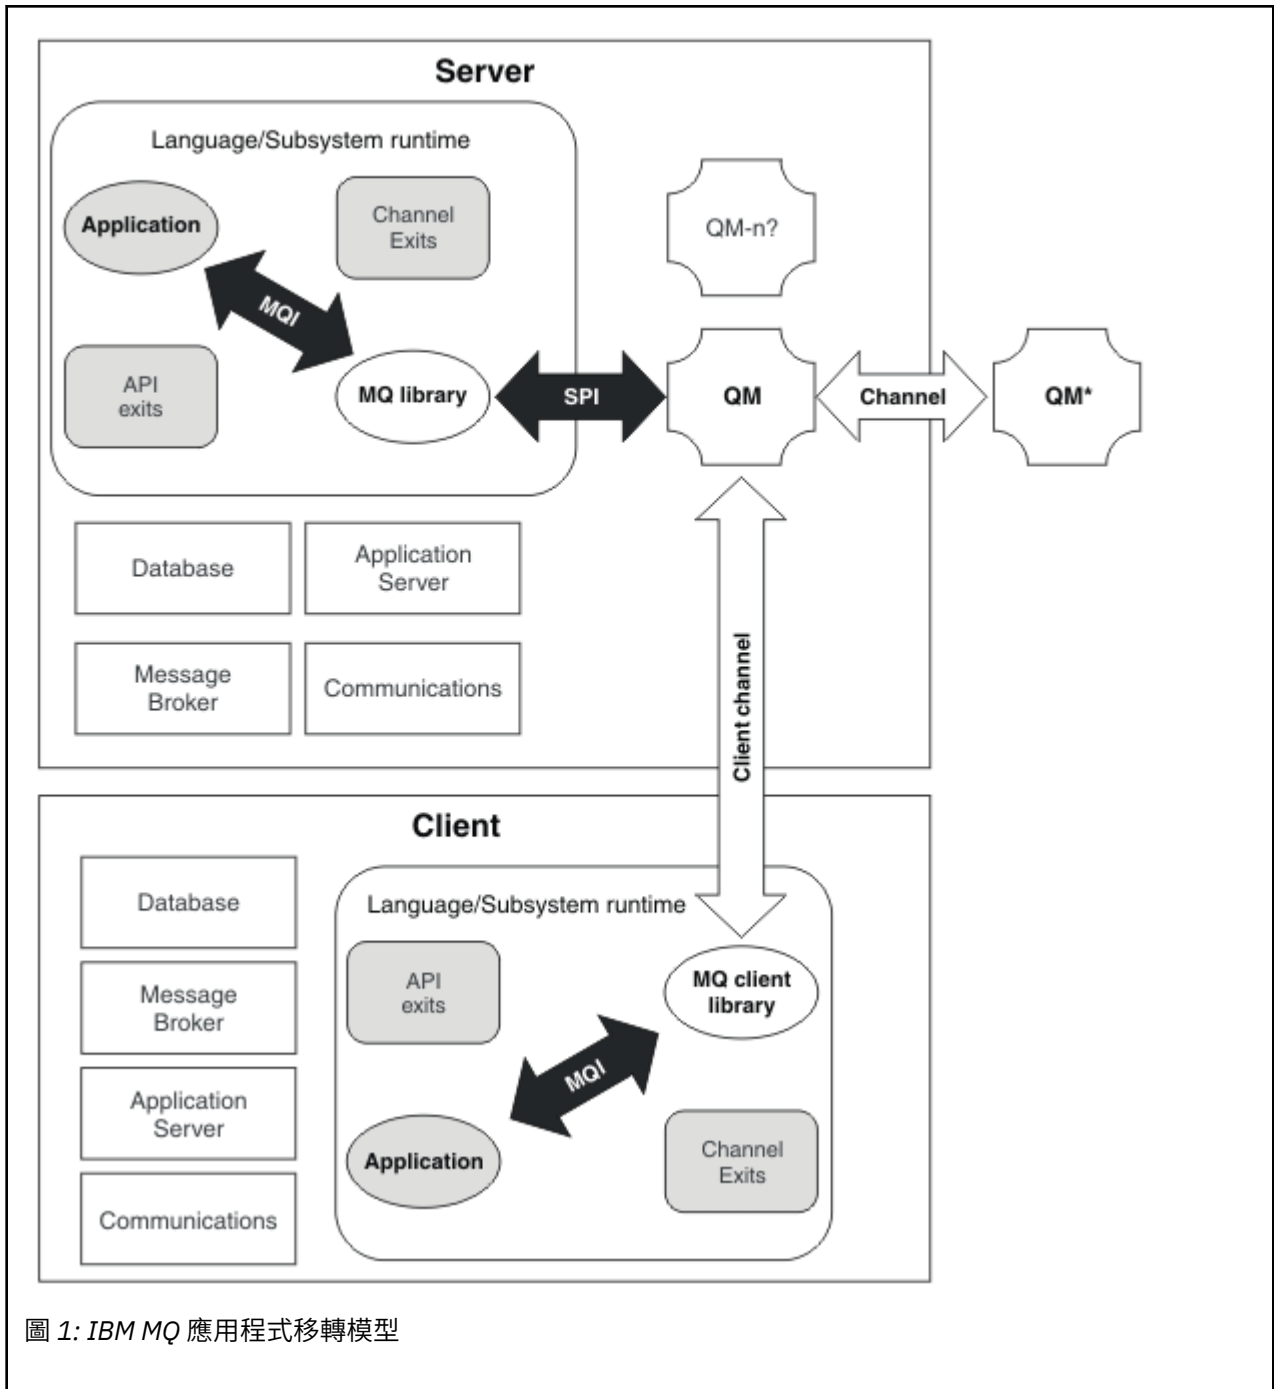 Server
Language/Subsystem runtime
Application
Channel
Exits
MQI
API
exits
MQ library
SPI
QM-n?
QM
Channel
QM*
Database
Application
Server
Message
Broker
Communications
Client channel
Client
Database
Message
Broker
Application
Server
Communications
Language/Subsystem runtime
API
exits
MQ client
library
MQI
Application
Channel
Exits
圖 1: IBM MQ 應用程式移轉模型